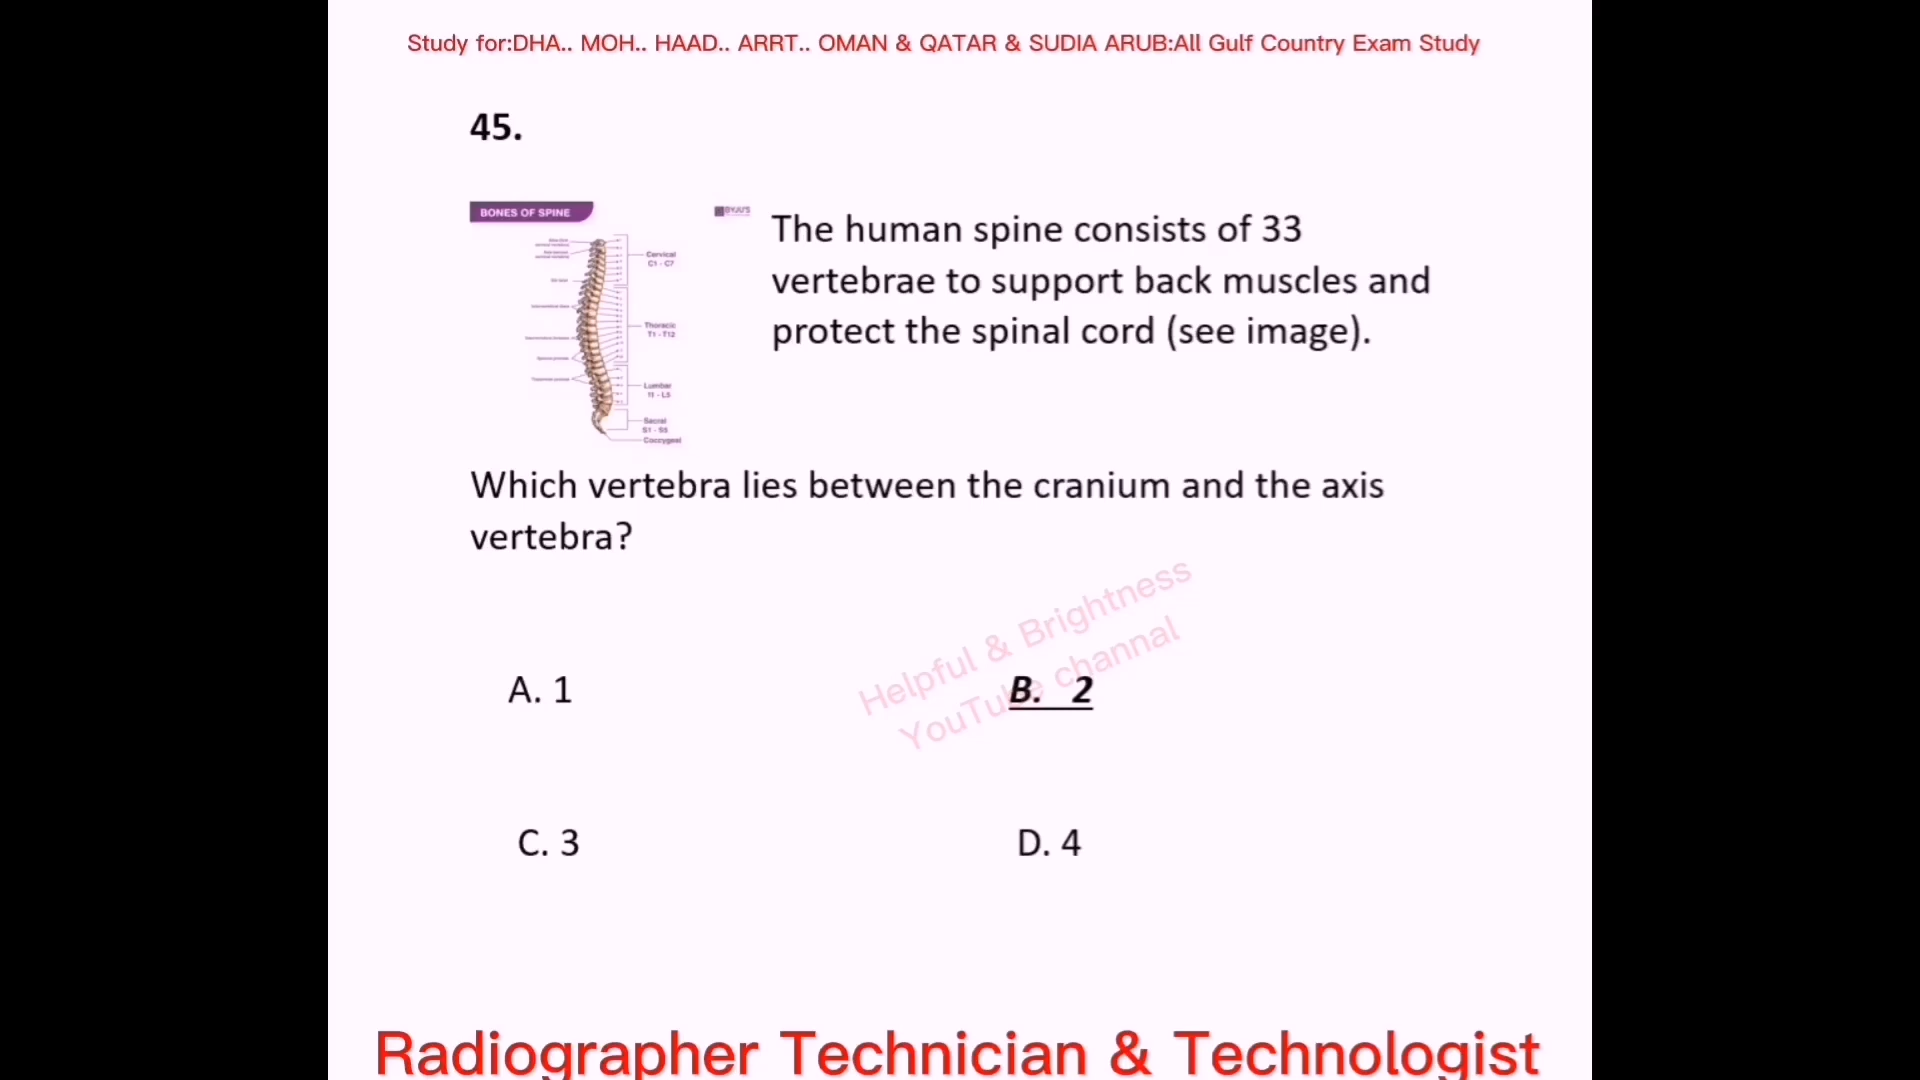 Study for:DHA.. MOH.. HAAD.. ARRT.. OMAN & QATAR & SUDIA ARUB:All Gulf Country Exam Study
45.
BONES OF SPINE
BYJU'S
The human spine consists of 33
vertebrae to support back muscles and
protect the spinal cord (see image).
Cervical
C1 - C7
Thoracic
T1 - T12
Lumbar
l1 - L5
Sacral
S1 - S5
Coccygeal
Which vertebra lies between the cranium and the axis
vertebra?
Helpful & Brightness
YouTube channal
A. 1
B. 2
C. 3
D. 4
Radiographer Technician & Technologist